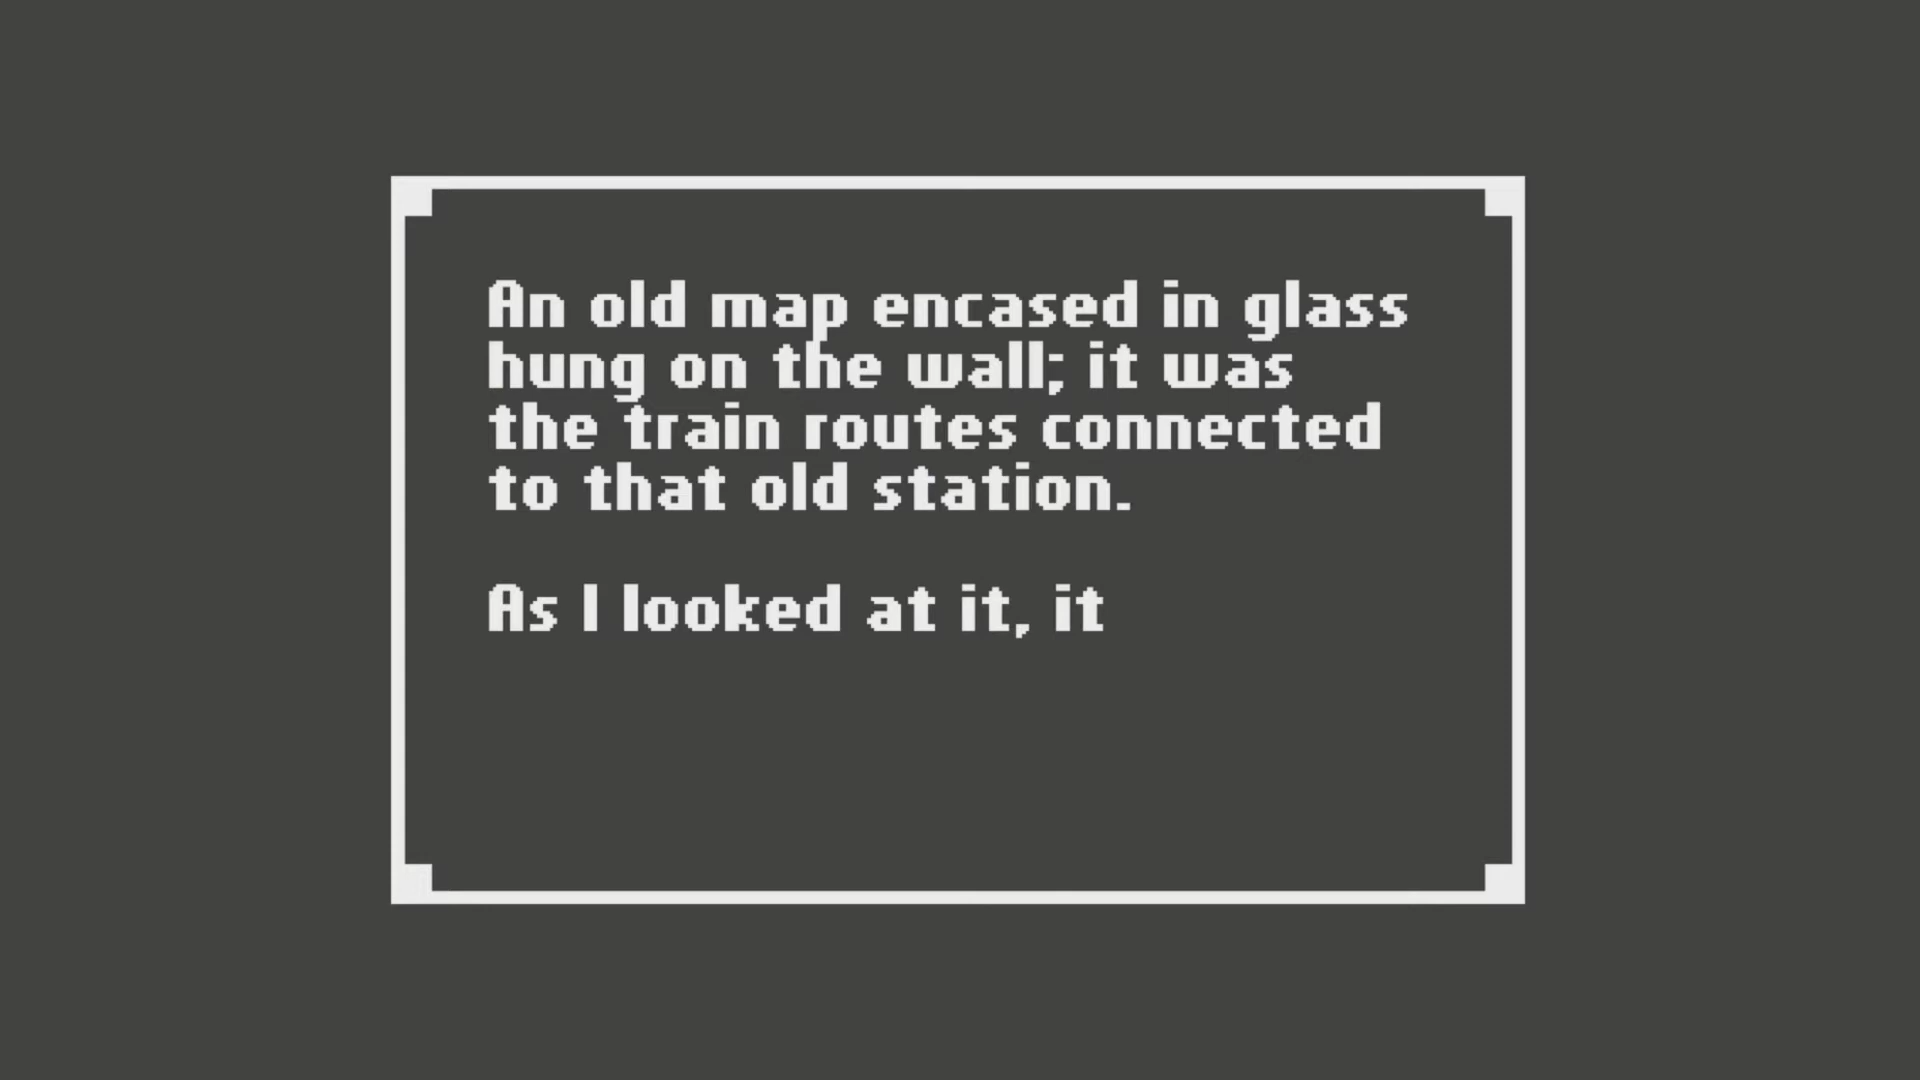 An old map encased in glass
hung on the wall; it was
the train routes connected
to that old station.
As I looked at it, it